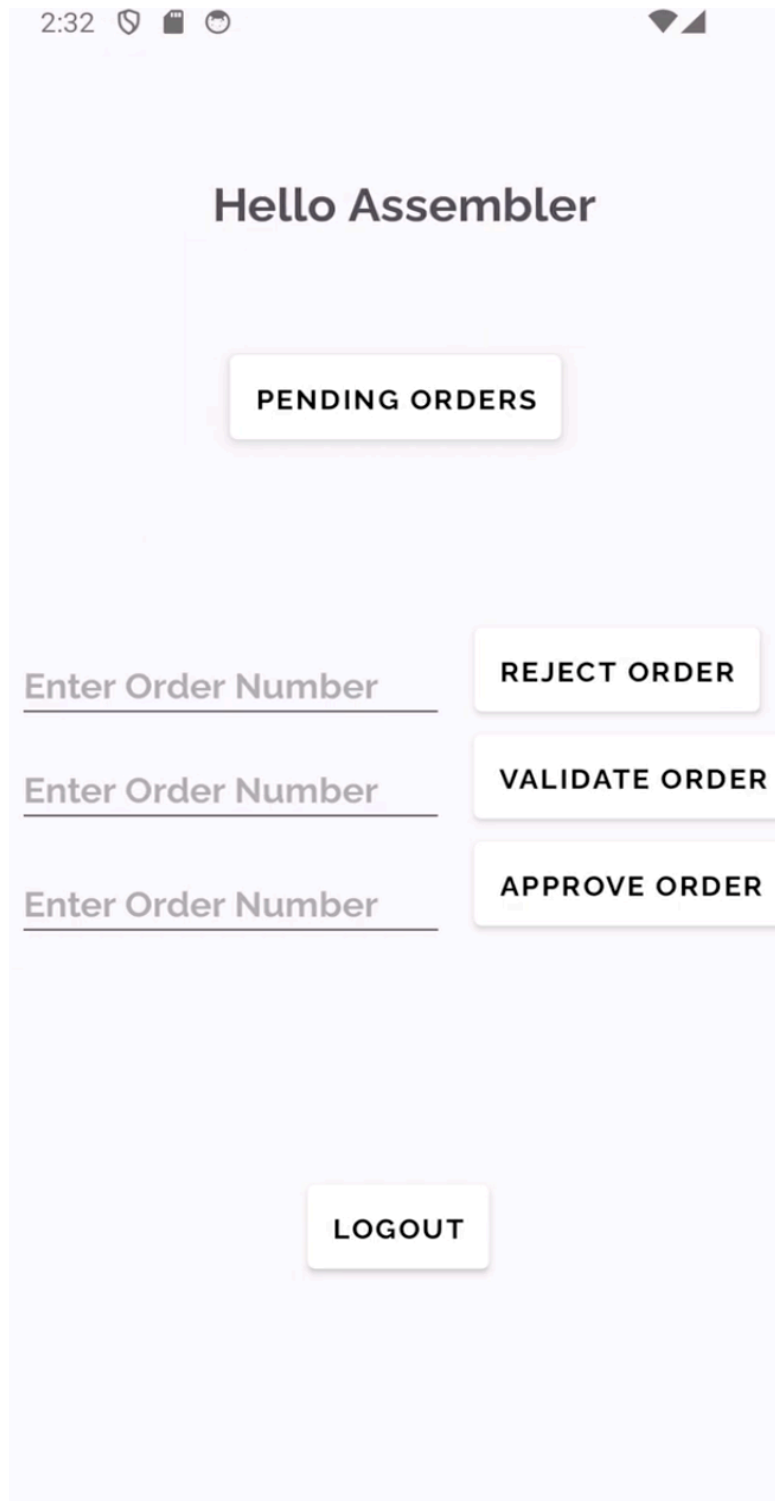 2:32
Hello Assembler
PENDING ORDERS
Enter Order Number
REJECT ORDER
Enter Order Number
VALIDATE ORDER
Enter Order Number
APPROVE ORDER
LOGOUT